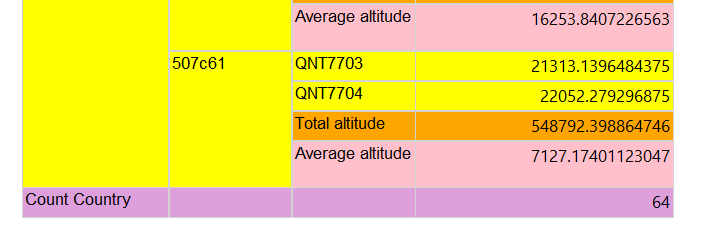 Average altitude 16253.8407226563
507c61 QNT7703 21313.1396484375
QNT7704 22052.279296875
Total altitude 548792.398864746
Average altitude 7127.17401123047
Count Country 64